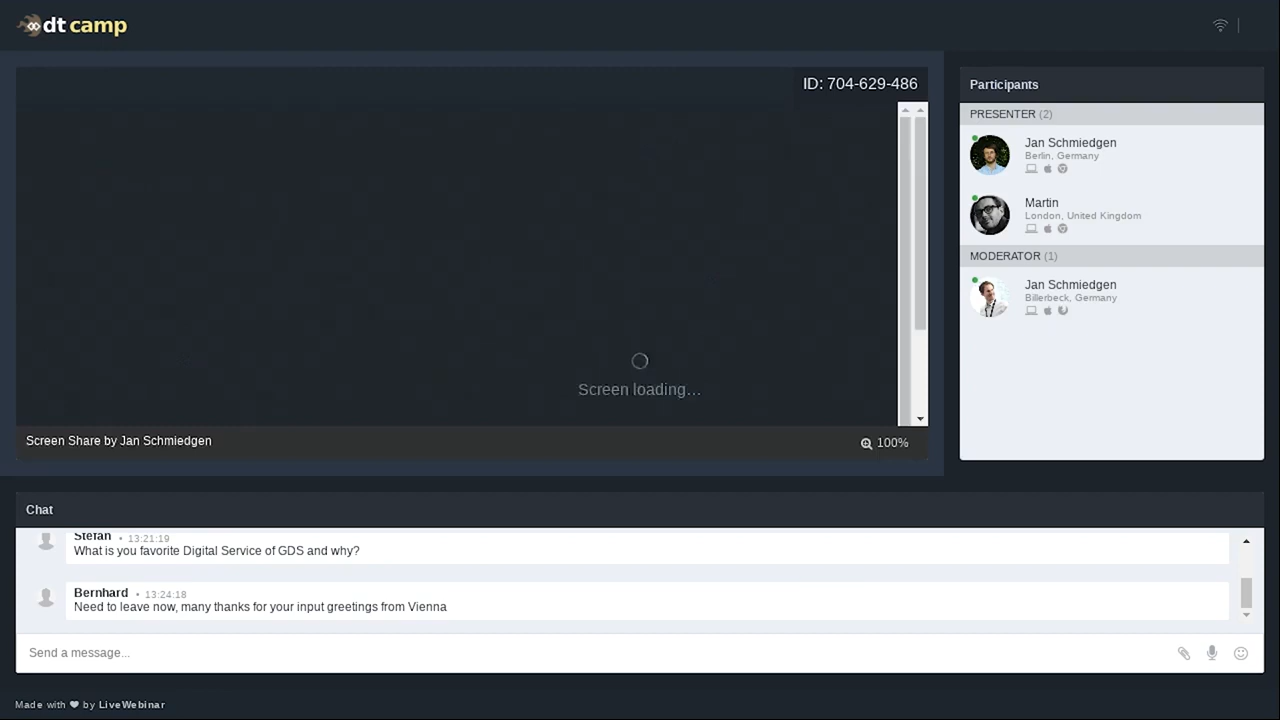 dt camp
ID: 704-629-486
Screen loading...
Screen Share by Jan Schmiedgen
100%
Participants
PRESENTER (2)
Jan Schmiedgen
Berlin, Germany
Martin
London, United Kingdom
MODERATOR (1)
Jan Schmiedgen
Billerbeck, Germany
Chat
Stefan • 13:21:19
What is you favorite Digital Service of GDS and why?
Bernhard • 13:24:18
Need to leave now, many thanks for your input greetings from Vienna
Send a message...
Made with ❤ by LiveWebinar